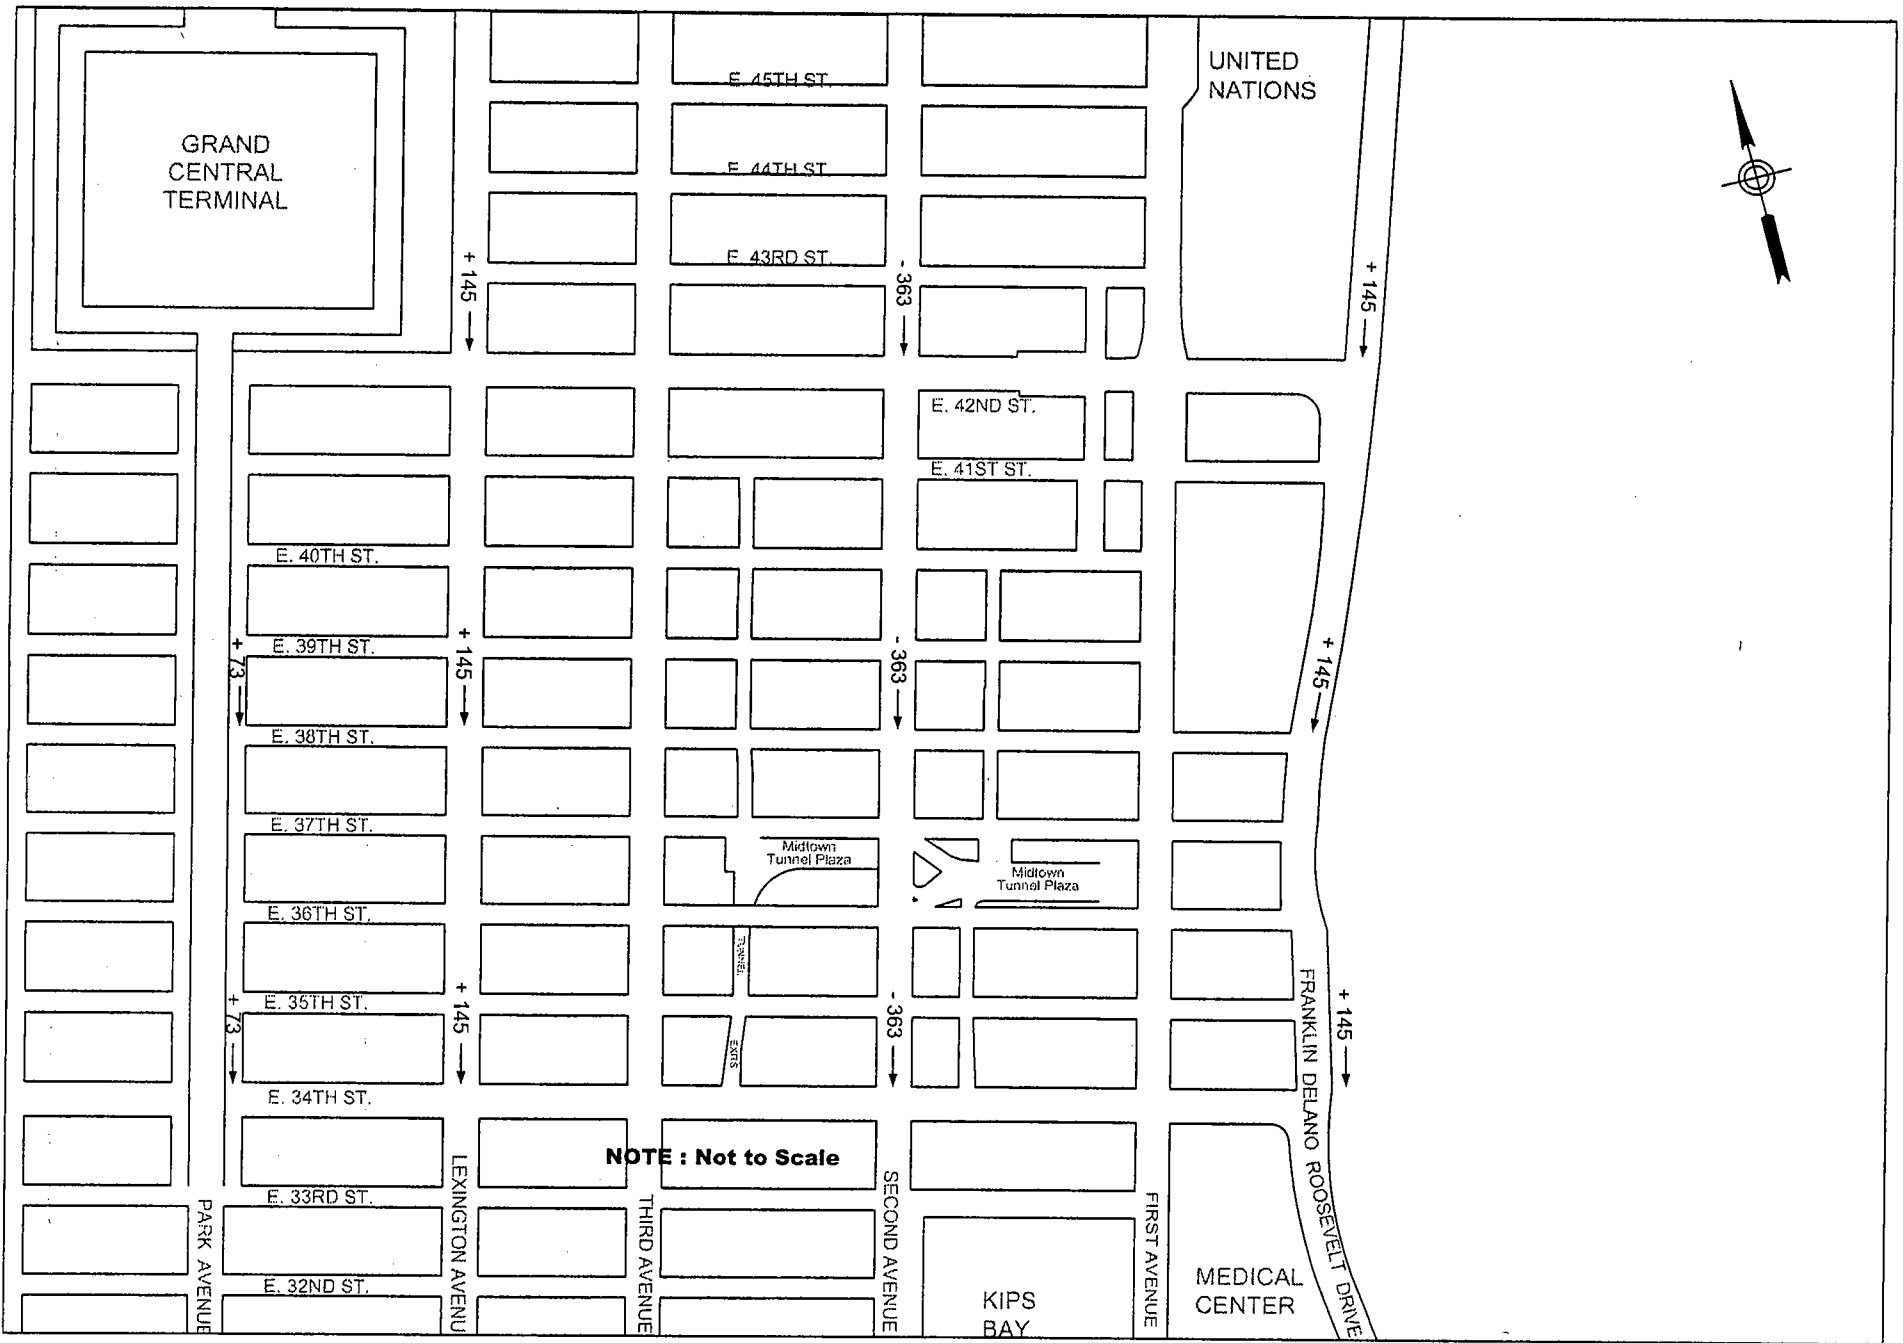 UNITED
NATIONS
E. 45TH ST.
GRAND
CENTRAL
TERMINAL
E. 44TH ST.
E. 43RD ST.
+ 145
- 363
+ 145
E. 42ND ST.
E. 41ST ST.
E. 40TH ST.
E. 39TH ST.
+ 73
+ 145
- 363
+ 145
E. 38TH ST.
E. 37TH ST.
Midtown
Tunnel Plaza
Midtown
Tunnel Plaza
E. 36TH ST.
TUNNEL
E. 35TH ST.
+ 73
+ 145
- 363
+ 145
EXITS
E. 34TH ST.
FRANKLIN DELANO ROOSEVELT DRIVE
NOTE : Not to Scale
E. 33RD ST.
PARK AVENUE
LEXINGTON AVENU
THIRD AVENUE
SECOND AVENUE
FIRST AVENUE
E. 32ND ST.
KIPS
BAY
MEDICAL
CENTER